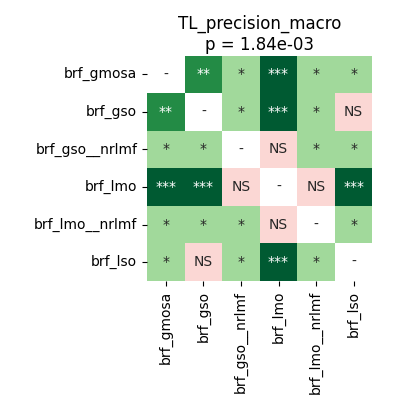 TL_precision_macro
p = 1.84e-03
brf_gmosa - ** * *** * *
brf_gso ** - * *** * NS
brf_gso__nrlmf * * - NS * *
brf_lmo *** *** NS - NS ***
brf_lmo__nrlmf * * * NS - *
brf_lso * NS * *** * -
brf_gmosa
brf_gso
brf_gso__nrlmf
brf_lmo
brf_lmo__nrlmf
brf_lso